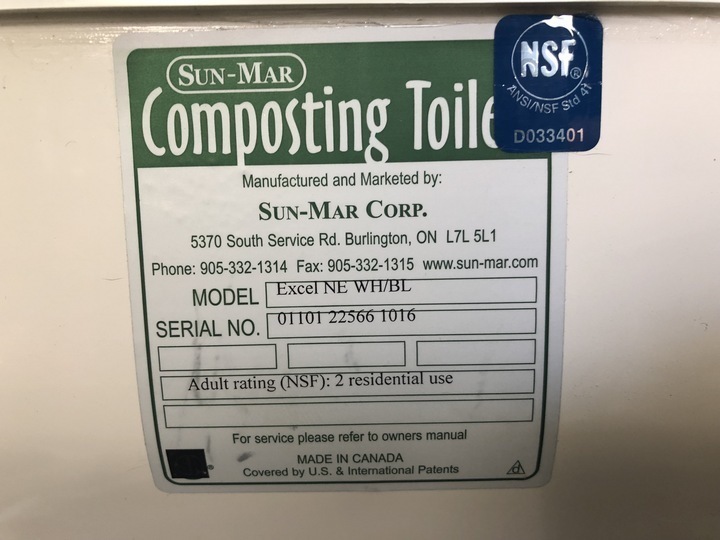 SUN-MAR
Composting Toile
NSF®
ANSI/NSF Std 41
D033401
Manufactured and Marketed by:
SUN-MAR CORP.
5370 South Service Rd. Burlington, ON L7L 5L1
Phone: 905-332-1314 Fax: 905-332-1315 www.sun-mar.com
MODEL Excel NE WH/BL
SERIAL NO. 01101 22566 1016
Adult rating (NSF): 2 residential use
For service please refer to owners manual
MADE IN CANADA
Covered by U.S. & International Patents